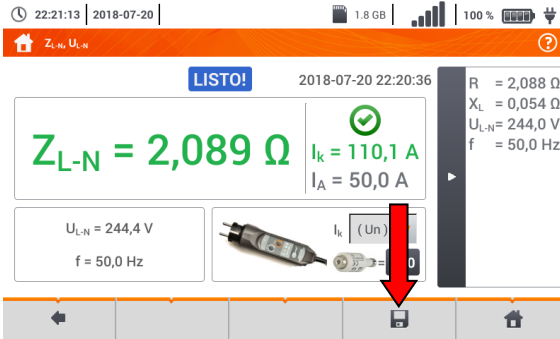 22:21:13 2018-07-20 1.8 GB 100 %
ZL-N, UL-N
LISTO! 2018-07-20 22:20:36
ZL-N = 2,089 Ω
Ik = 110,1 A
IA = 50,0 A
R = 2,088 Ω
XL = 0,054 Ω
UL-N= 244,0 V
f = 50,0 Hz
UL-N = 244,4 V
f = 50,0 Hz
Ik (Un)
= 0